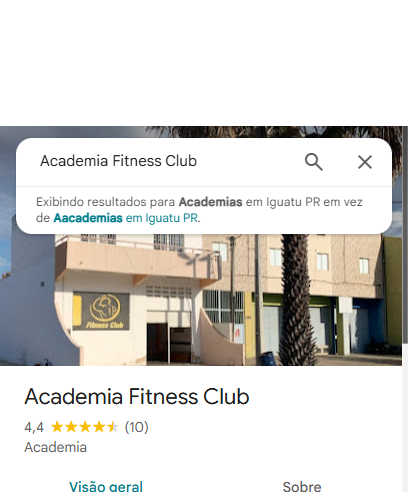 Academia Fitness Club
Exibindo resultados para Academias em Iguatu PR em vez
de Aacademias em Iguatu PR.
Fitness Club
Academia Fitness Club
4,4 (10)
Academia
Visão geral Sobre